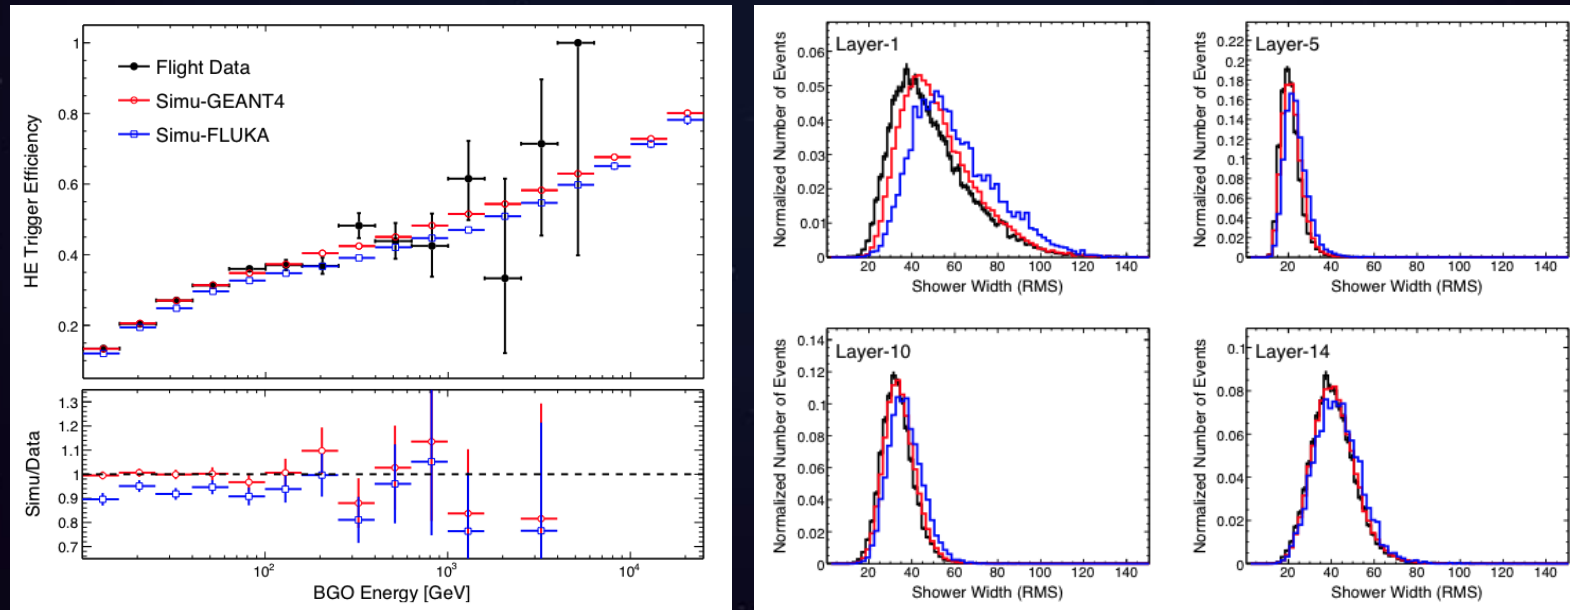 HE Trigger Efficiency
1
0.8
0.6
0.4
0.2
Flight Data
Simu-GEANT4
Simu-FLUKA
Simu/Data
1.3
1.2
1.1
1
0.9
0.8
0.7
10²
10³
10⁴
BGO Energy [GeV]
Layer-1
Normalized Number of Events
0.06
0.05
0.04
0.03
0.02
0.01
0
20 40 60 80 100 120 140
Shower Width (RMS)
Layer-5
Normalized Number of Events
0.22
0.2
0.18
0.16
0.14
0.12
0.1
0.08
0.06
0.04
0.02
0
20 40 60 80 100 120 140
Shower Width (RMS)
Layer-10
Normalized Number of Events
0.14
0.12
0.1
0.08
0.06
0.04
0.02
0
20 40 60 80 100 120 140
Shower Width (RMS)
Layer-14
Normalized Number of Events
0.1
0.08
0.06
0.04
0.02
0
20 40 60 80 100 120 140
Shower Width (RMS)